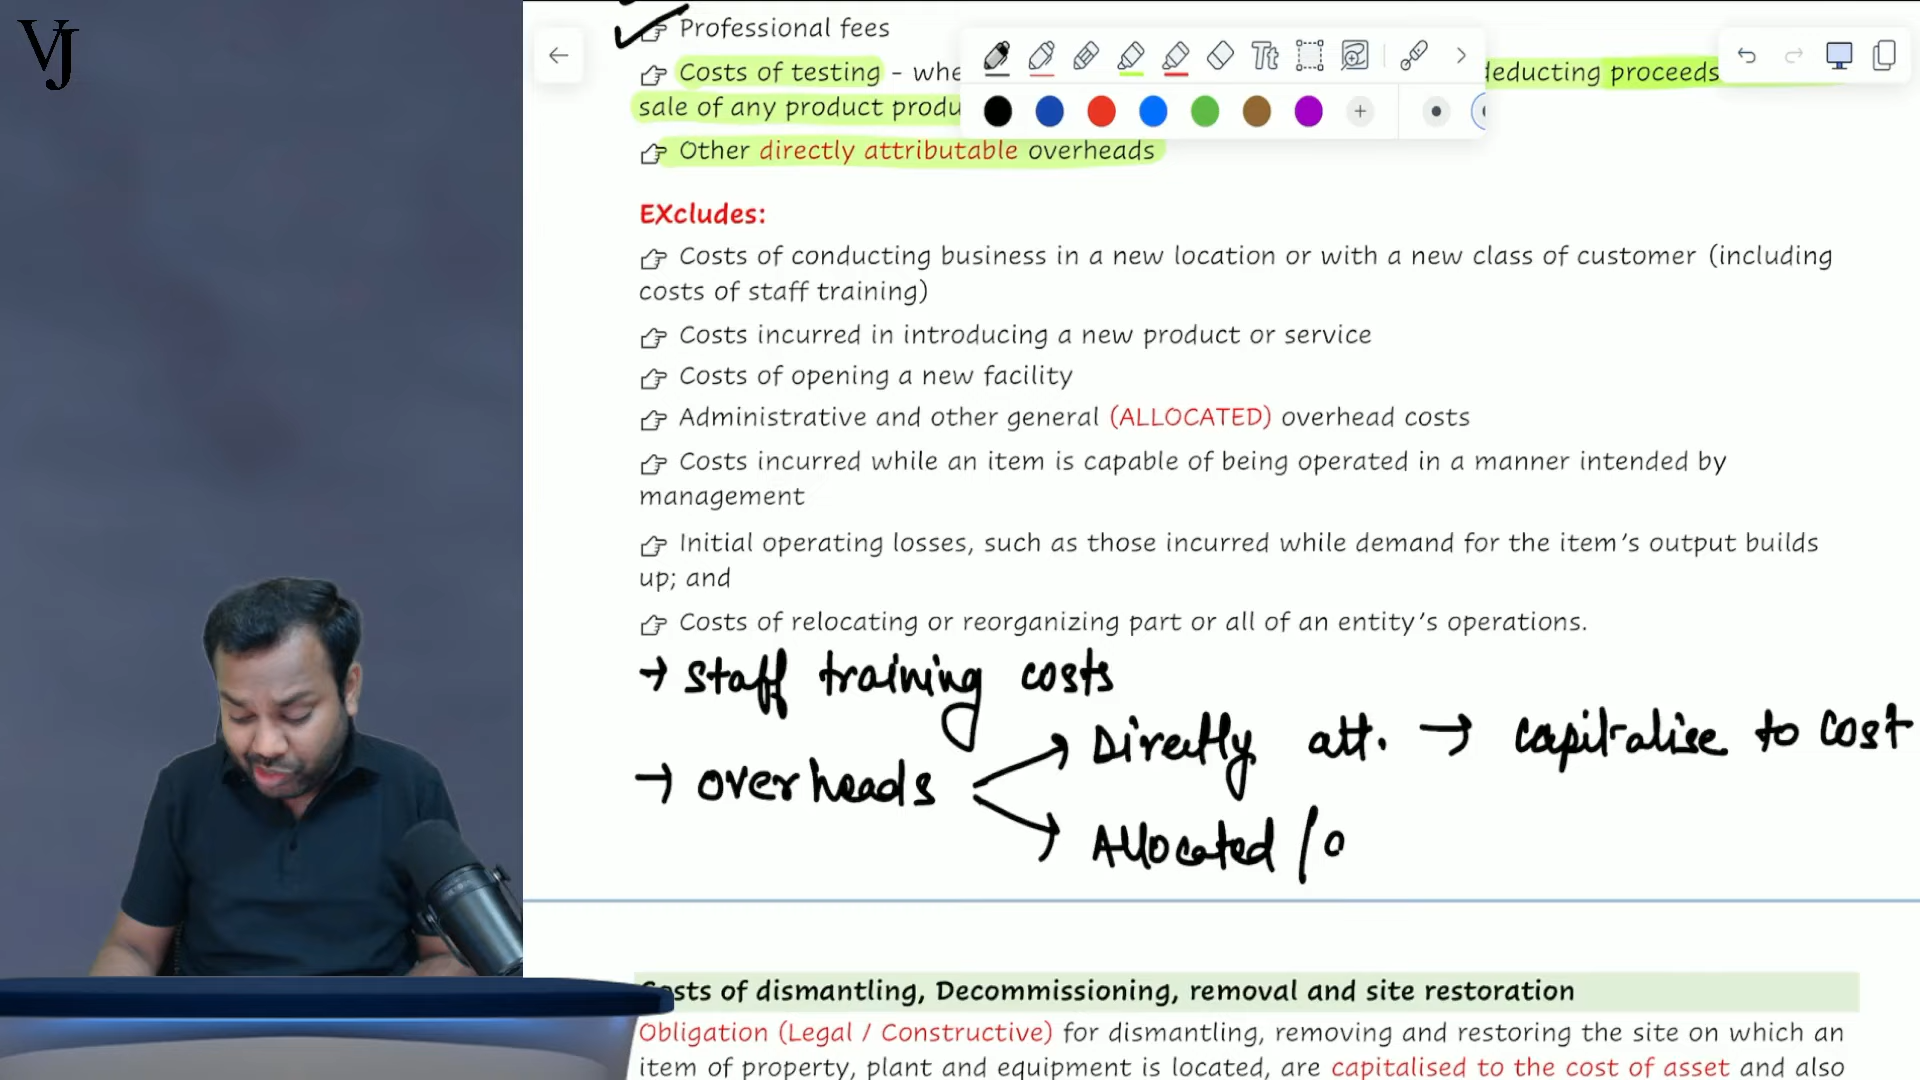 VJ
Professional fees
Costs of testing - whe deducting proceeds
sale of any product produ
Tt
Other directly attributable overheads
EXcludes:
Costs of conducting business in a new location or with a new class of customer (including
costs of staff training)
Costs incurred in introducing a new product or service
Costs of opening a new facility
Administrative and other general (ALLOCATED) overhead costs
Costs incurred while an item is capable of being operated in a manner intended by
management
Initial operating losses, such as those incurred while demand for the item's output builds
up; and
Costs of relocating or reorganizing part or all of an entity's operations.
→ Staff training costs
→ overheads
Directly att. → capitalise to cost
Allocated /
Costs of dismantling, Decommissioning, removal and site restoration
Obligation (Legal / Constructive) for dismantling, removing and restoring the site on which an
item of property, plant and equipment is located, are capitalised to the cost of asset and also